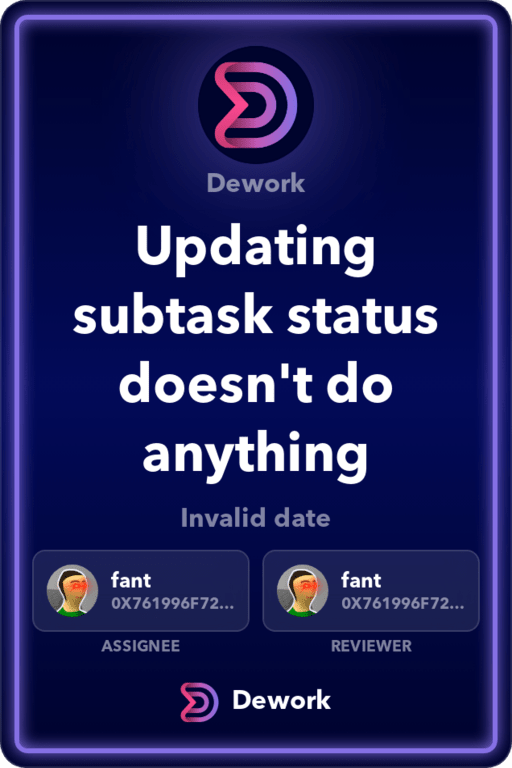 Dework
Updating
subtask status
doesn't do
anything
Invalid date
fant
0X761996F72...
ASSIGNEE
fant
0X761996F72...
REVIEWER
Dework